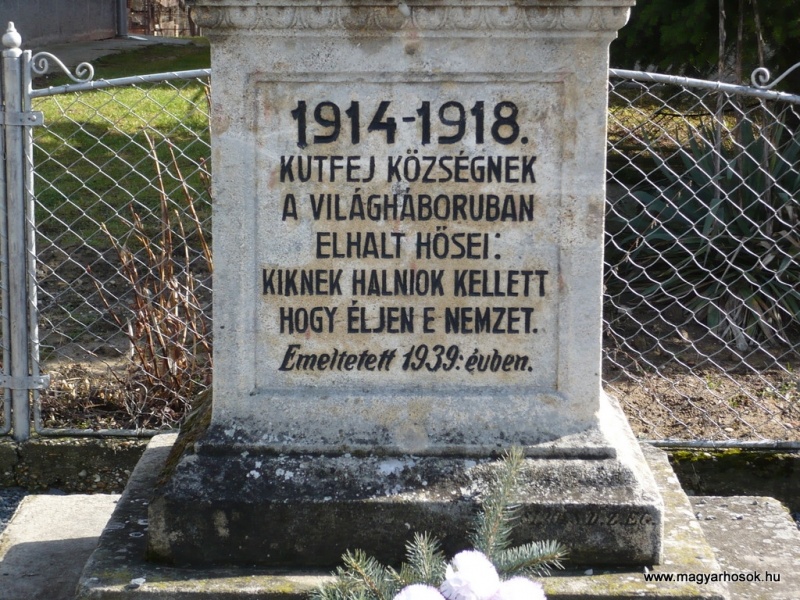 1914-1918.
KUTFEJ KÖZSÉGNEK
A VILÁGHÁBORUBAN
ELHALT HŐSEI:
KIKNEK HALNIOK KELLETT
HOGY ÉLJEN E NEMZET.
Emeltetett 1939: évben.
www.magyarhosok.hu